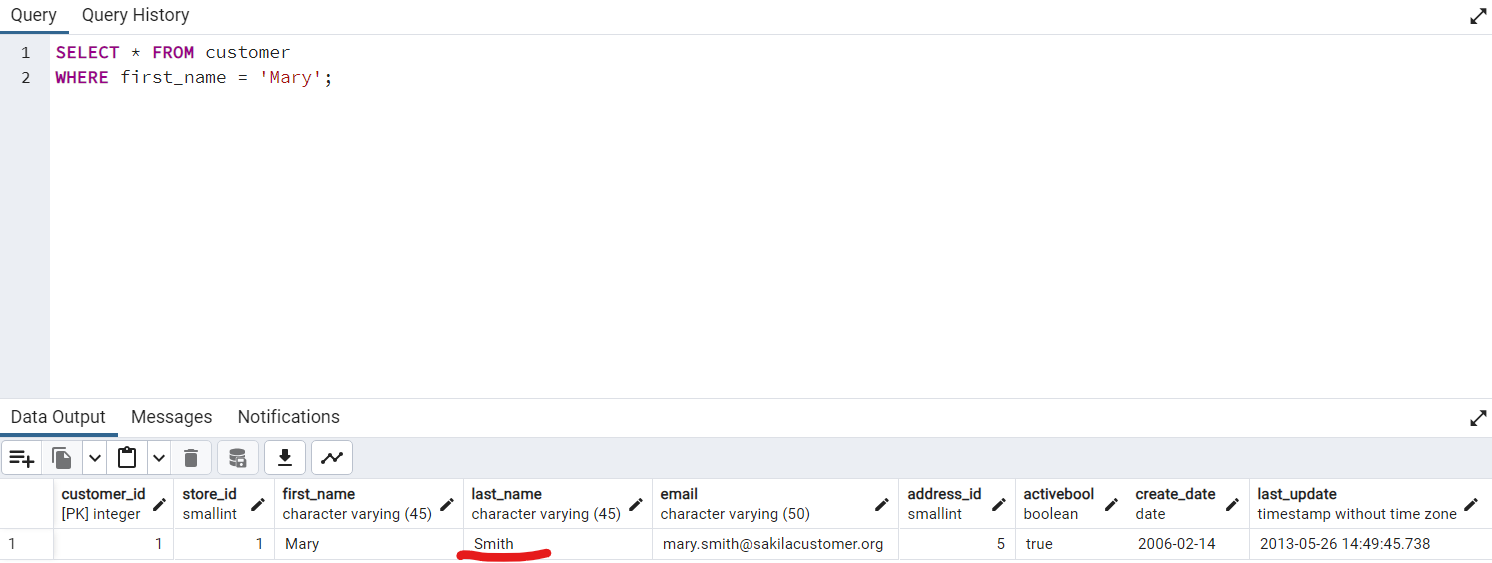 Query Query History
1 SELECT * FROM customer
2 WHERE first_name = 'Mary';
Data Output Messages Notifications
customer_id store_id first_name last_name email address_id activebool create_date last_update
[PK] integer smallint character varying (45) character varying (45) character varying (50) smallint boolean date timestamp without time zone
1 1 1 Mary Smith mary.smith@sakilacustomer.org 5 true 2006-02-14 2013-05-26 14:49:45.738